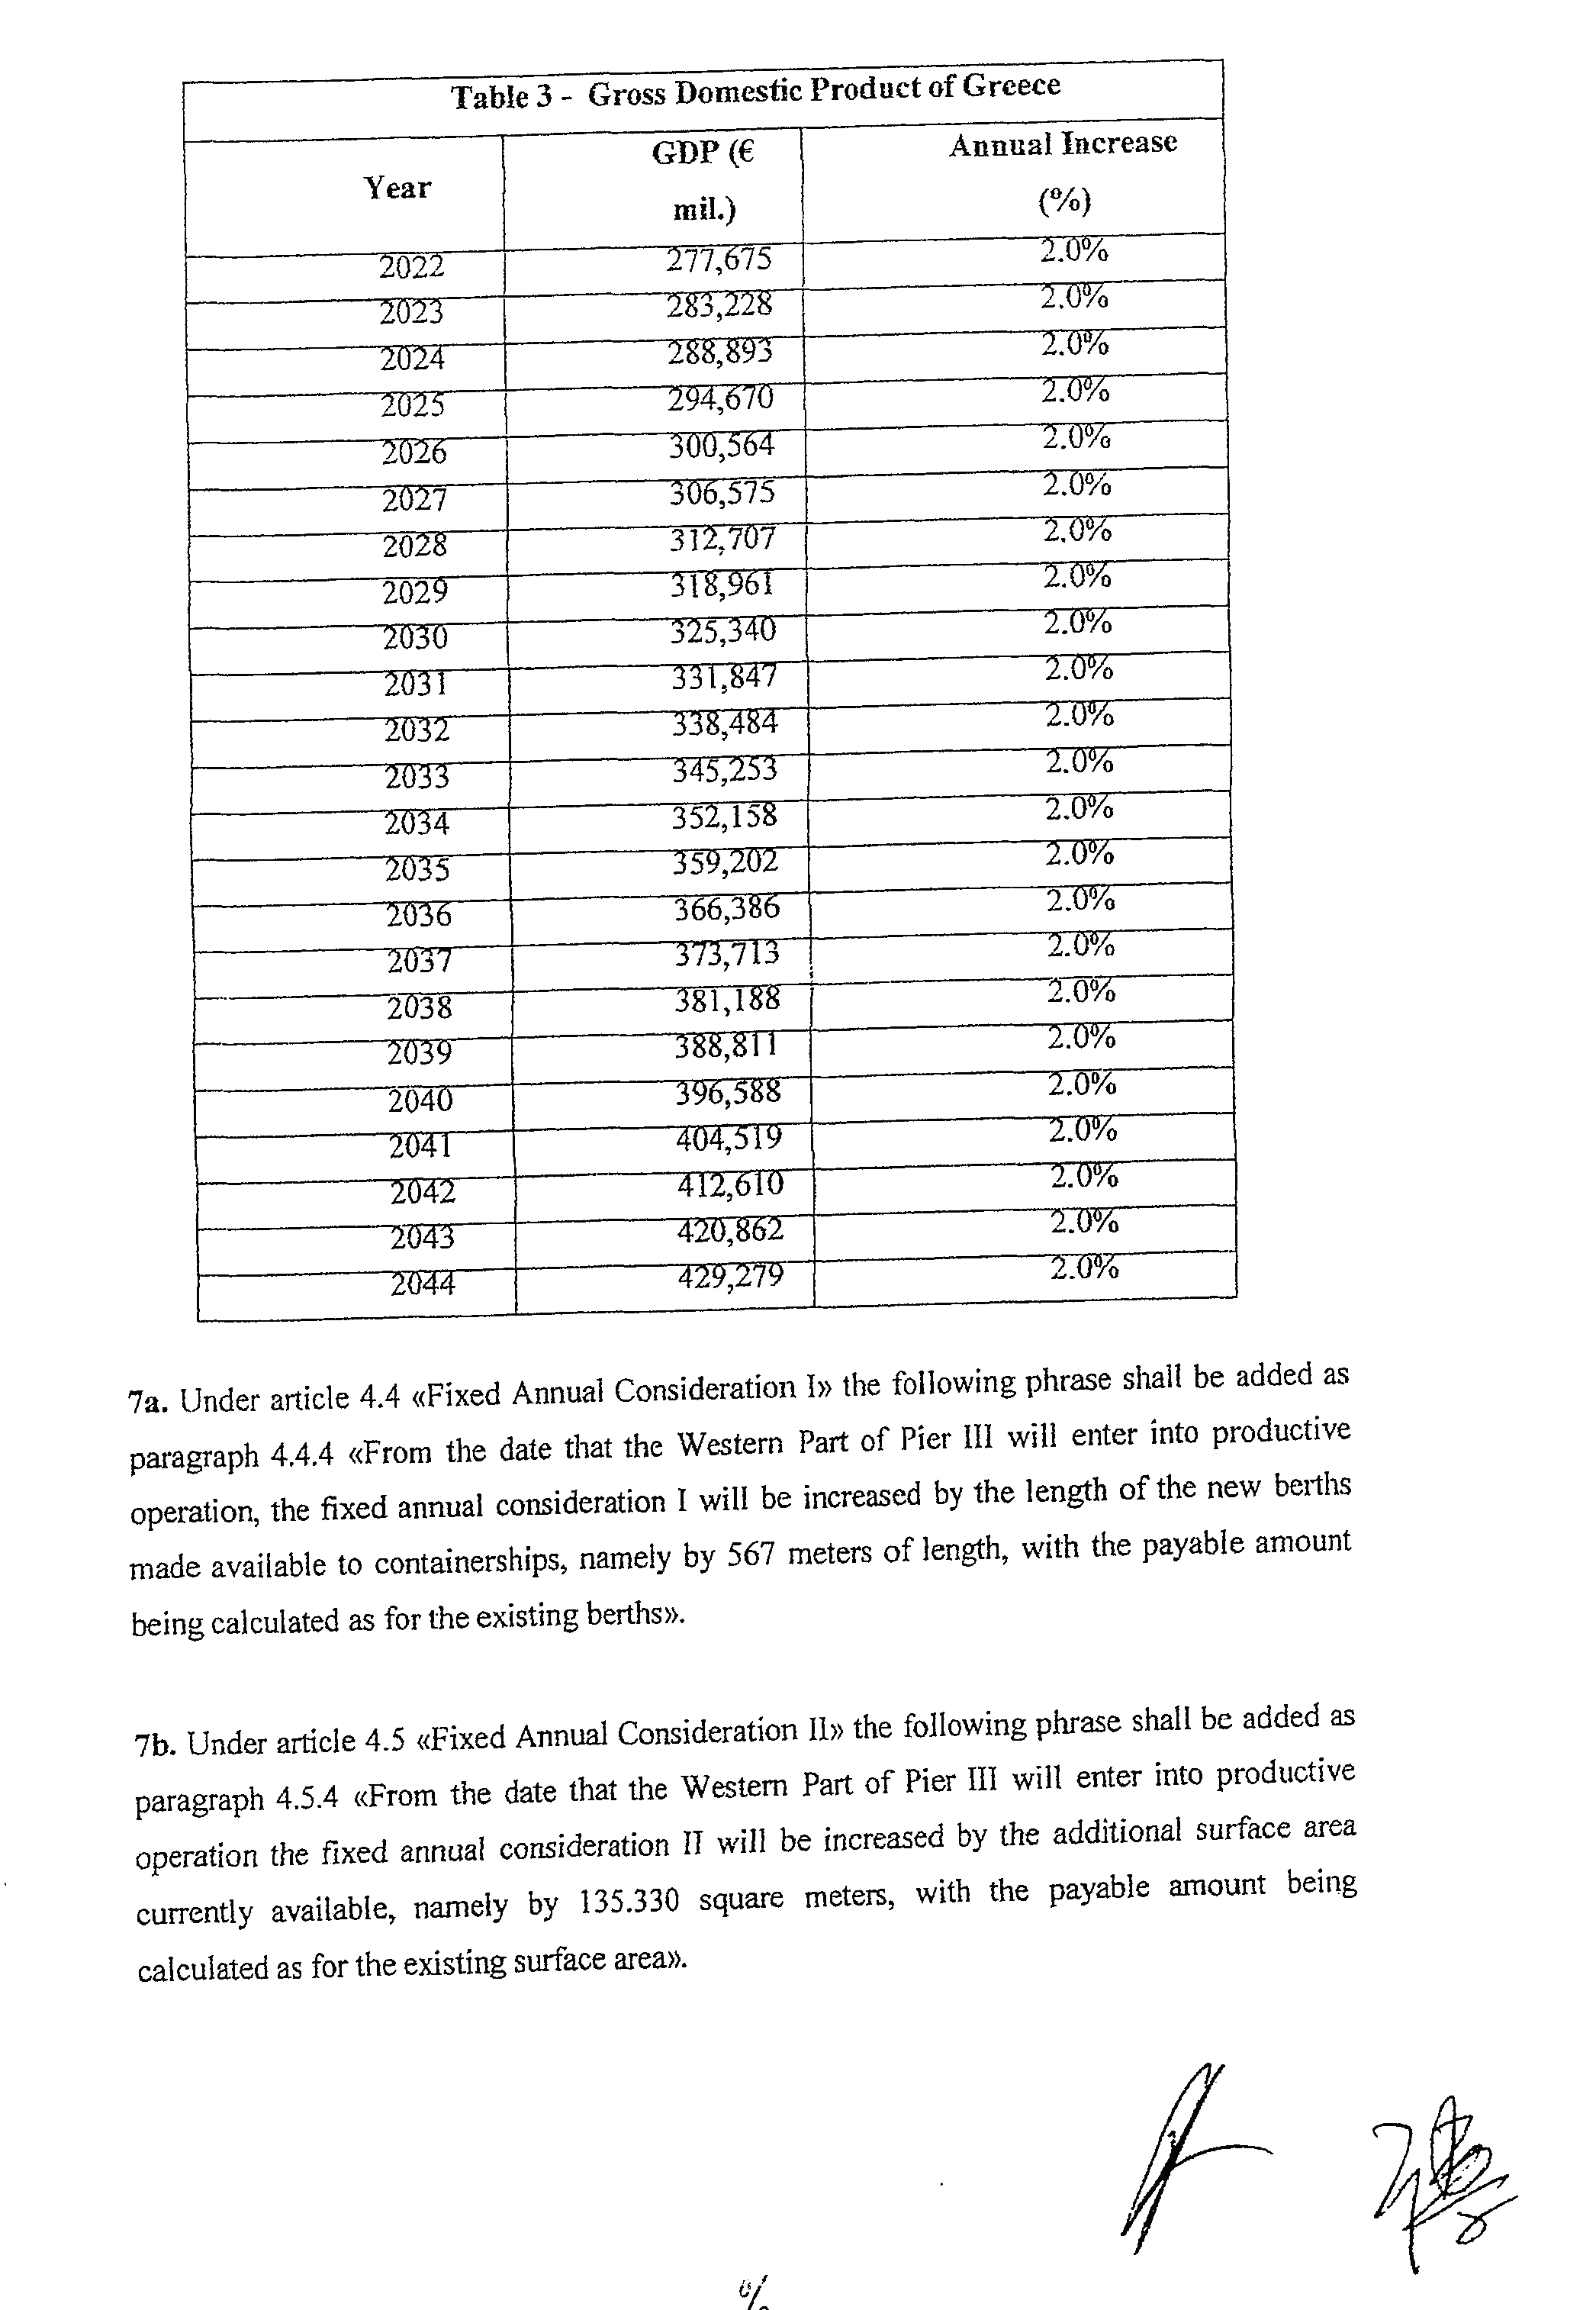 Table 3 - Gross Domestic Product of Greece
Year GDP (€ mil.) Annual Increase (%)
2022 277,675 2.0%
2023 283,228 2.0%
2024 288,893 2.0%
2025 294,670 2.0%
2026 300,564 2.0%
2027 306,575 2.0%
2028 312,707 2.0%
2029 318,961 2.0%
2030 325,340 2.0%
2031 331,847 2.0%
2032 338,484 2.0%
2033 345,253 2.0%
2034 352,158 2.0%
2035 359,202 2.0%
2036 366,386 2.0%
2037 373,713 2.0%
2038 381,188 2.0%
2039 388,811 2.0%
2040 396,588 2.0%
2041 404,519 2.0%
2042 412,610 2.0%
2043 420,862 2.0%
2044 429,279 2.0%
7a. Under article 4.4 «Fixed Annual Consideration I» the following phrase shall be added as
paragraph 4.4.4 «From the date that the Western Part of Pier III will enter into productive
operation, the fixed annual consideration I will be increased by the length of the new berths
made available to containerships, namely by 567 meters of length, with the payable amount
being calculated as for the existing berths».
7b. Under article 4.5 «Fixed Annual Consideration II» the following phrase shall be added as
paragraph 4.5.4 «From the date that the Western Part of Pier III will enter into productive
operation the fixed annual consideration II will be increased by the additional surface area
currently available, namely by 135.330 square meters, with the payable amount being
calculated as for the existing surface area».